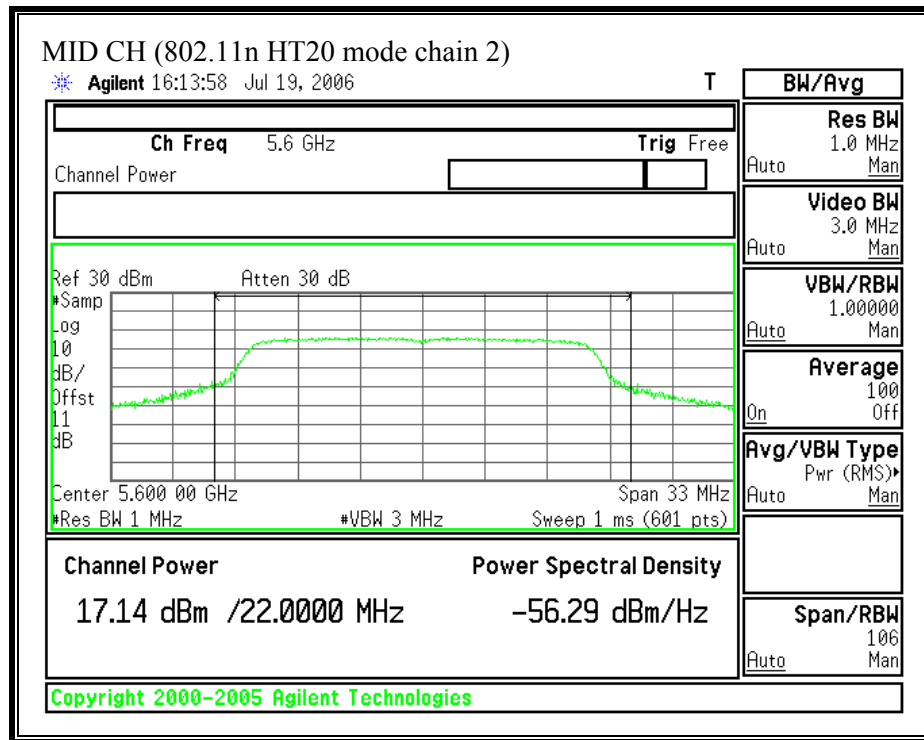 MID CH (802.11n HT20 mode chain 2)
Agilent 16:13:58 Jul 19, 2006 T
Ch Freq 5.6 GHz Trig Free
Channel Power
Ref 30 dBm Atten 30 dB
#Samp
Log
10
dB/
Offst
11
dB
Center 5.600 00 GHz Span 33 MHz
#Res BW 1 MHz #VBW 3 MHz Sweep 1 ms (601 pts)
Channel Power Power Spectral Density
17.14 dBm /22.0000 MHz -56.29 dBm/Hz
Copyright 2000-2005 Agilent Technologies
BW/Avg
Res BW
1.0 MHz
Auto Man
Video BW
3.0 MHz
Auto Man
VBW/RBW
1.00000
Auto Man
Average
100
On Off
Avg/VBW Type
Pwr (RMS)▸
Auto Man
Span/RBW
106
Auto Man